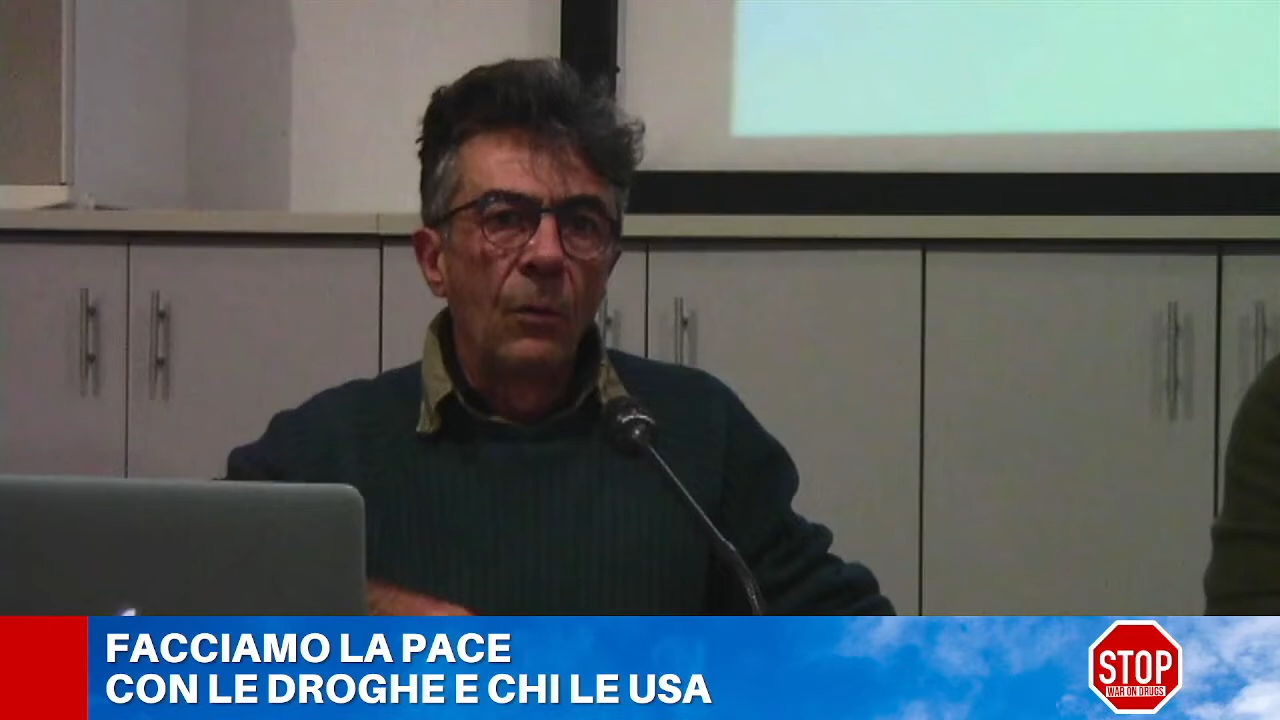 FACCIAMO LA PACE
CON LE DROGHE E CHI LE USA
STOP
WAR ON DRUGS